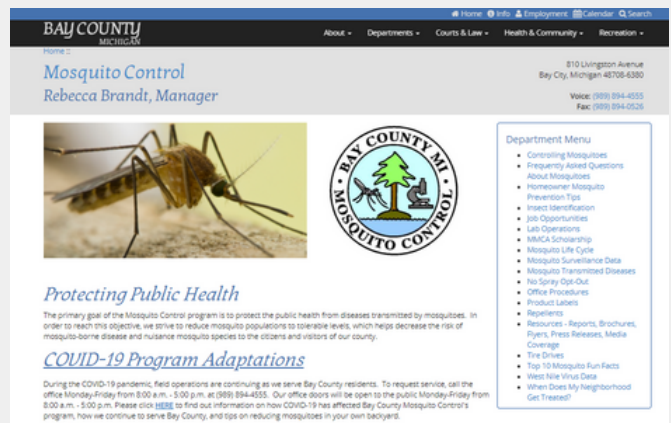 Home Info Employment Calendar Search
BAY COUNTY
MICHIGAN
About Departments Courts & Law Health & Community Recreation
Home ::
Mosquito Control
Rebecca Brandt, Manager
810 Livingston Avenue
Bay City, Michigan 48708-6380
Voice: (989) 894-4555
Fax: (989) 894-0526
BAY COUNTY MI
MOSQUITO CONTROL
Department Menu
Controlling Mosquitoes
Frequently Asked Questions
About Mosquitoes
Homeowner Mosquito
Prevention Tips
Insect Identification
Job Opportunities
Lab Operations
MMCA Scholarship
Mosquito Life Cycle
Mosquito Surveillance Data
Mosquito Transmitted Diseases
No Spray Opt-Out
Office Procedures
Product Labels
Repellents
Resources - Reports, Brochures,
Flyers, Press Releases, Media
Coverage
Tire Drives
Top 10 Mosquito Fun Facts
West Nile Virus Data
When Does My Neighborhood
Get Treated?
Protecting Public Health
The primary goal of the Mosquito Control program is to protect the public health from diseases transmitted by mosquitoes. In
order to reach this objective, we strive to reduce mosquito populations to tolerable levels, which helps decrease the risk of
mosquito-borne disease and nuisance mosquito species to the citizens and visitors of our county.
COVID-19 Program Adaptations
During the COVID-19 pandemic, field operations are continuing as we serve Bay County residents. To request service, call the
office Monday-Friday from 8:00 a.m. - 5:00 p.m. at (989) 894-4555. Our office doors will be open to the public Monday-Friday from
8:00 a.m. - 5:00 p.m. Please click HERE to find out information on how COVID-19 has affected Bay County Mosquito Control's
program, how we continue to serve Bay County, and tips on reducing mosquitoes in your own backyard.